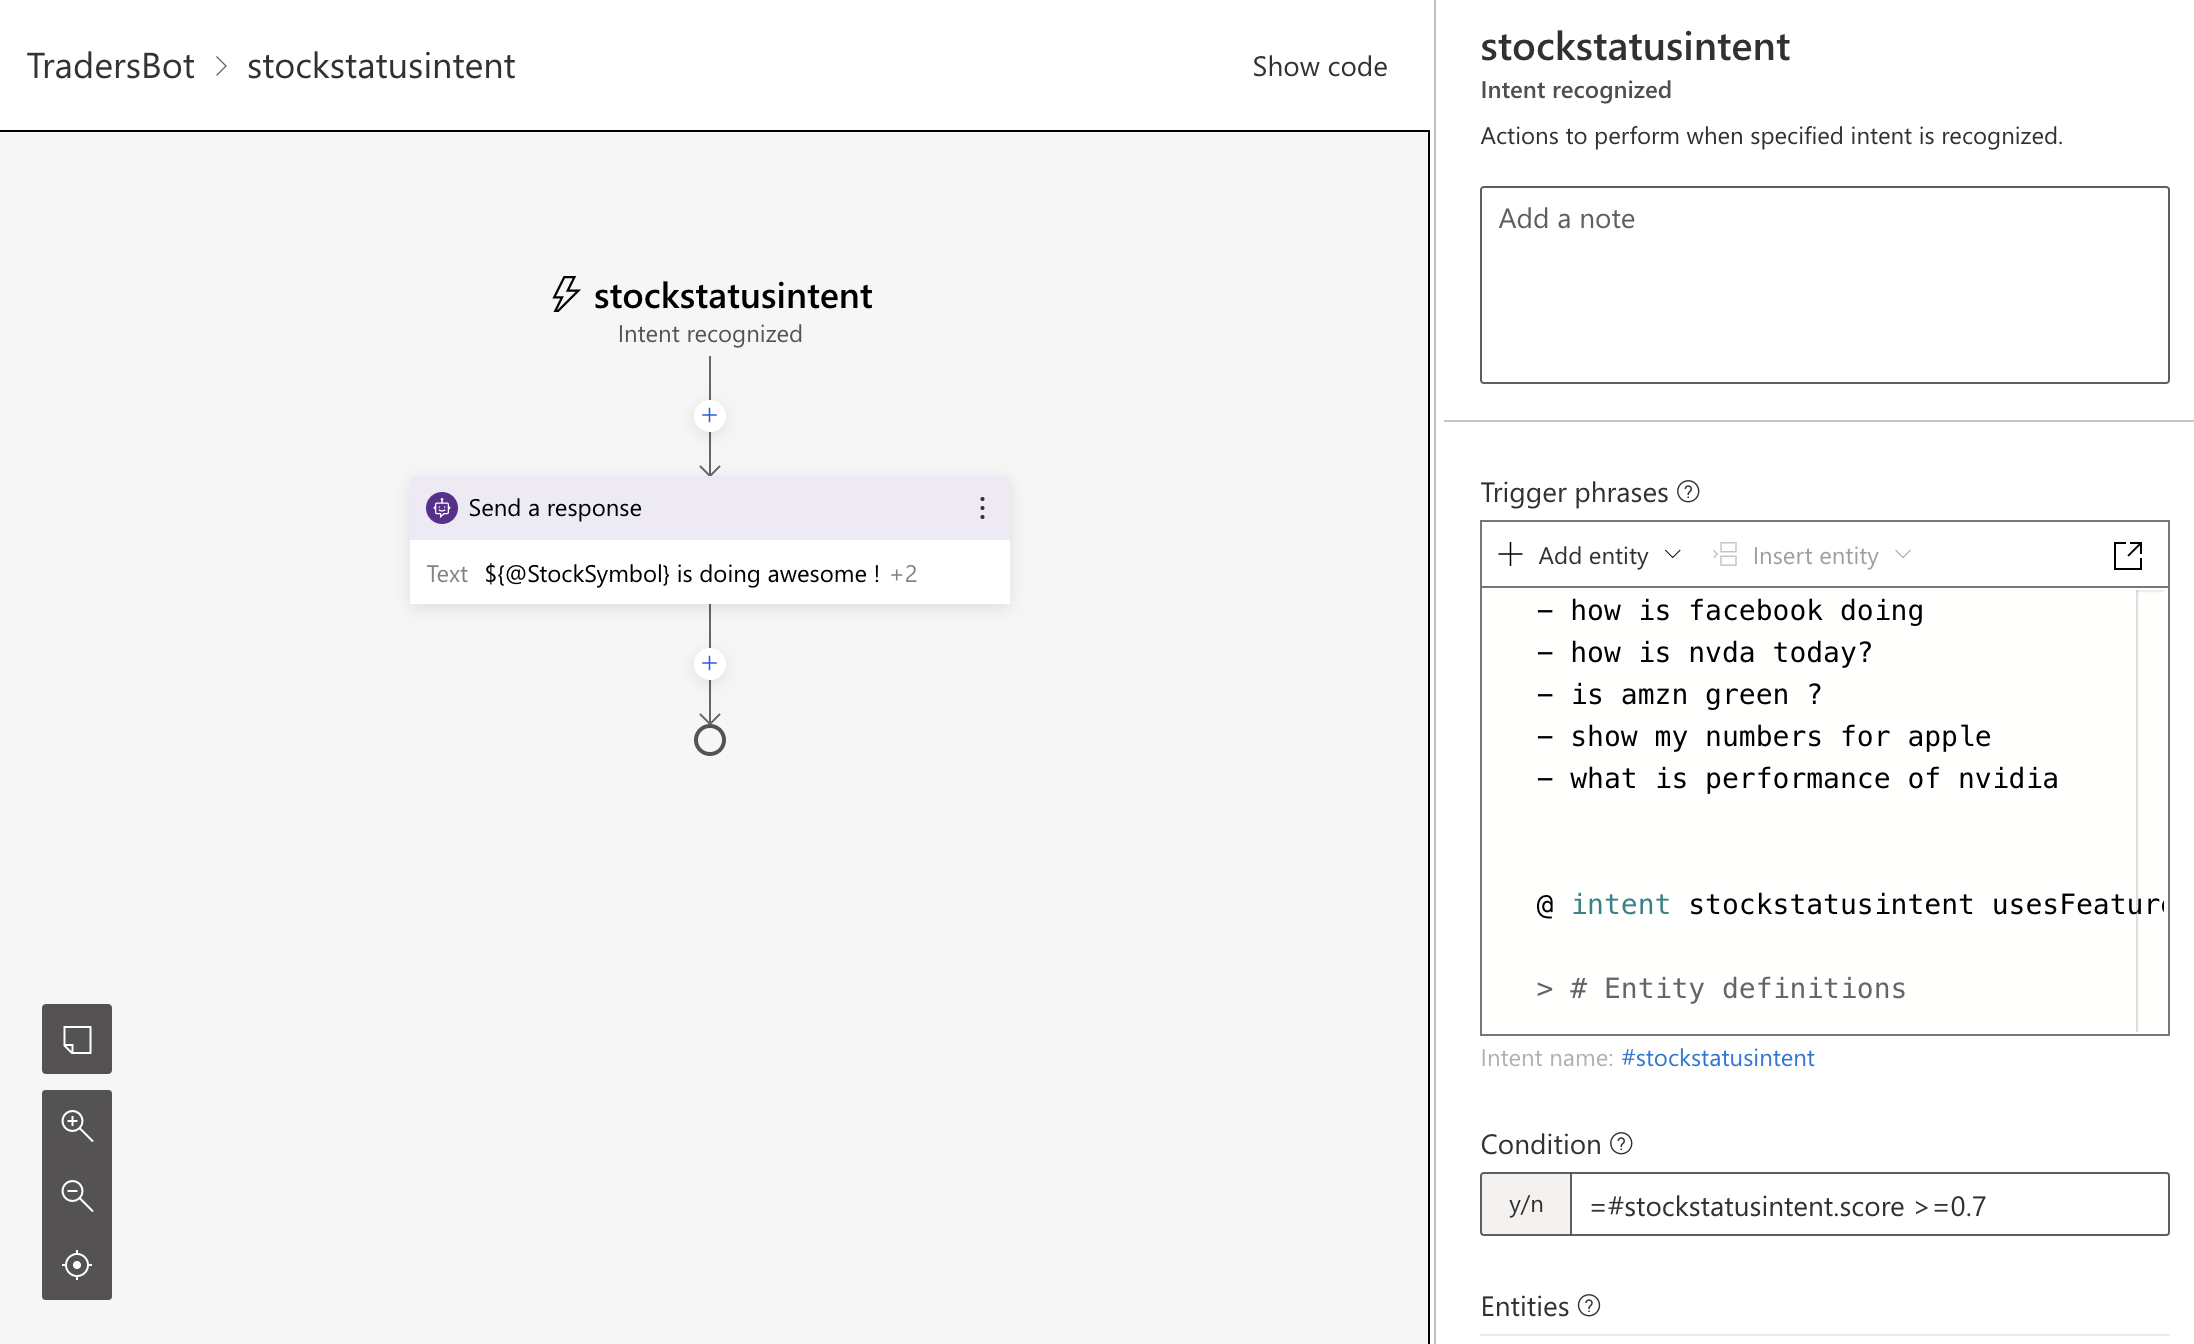 TradersBot > stockstatusintent
Show code
stockstatusintent
Intent recognized
Send a response
Text ${@StockSymbol} is doing awesome ! +2
stockstatusintent
Intent recognized
Actions to perform when specified intent is recognized.
Add a note
Trigger phrases
Add entity
Insert entity
- how is facebook doing
- how is nvda today?
- is amzn green ?
- show my numbers for apple
- what is performance of nvidia
@ intent stockstatusintent usesFeature
> # Entity definitions
Intent name: #stockstatusintent
Condition
y/n =#stockstatusintent.score >=0.7
Entities